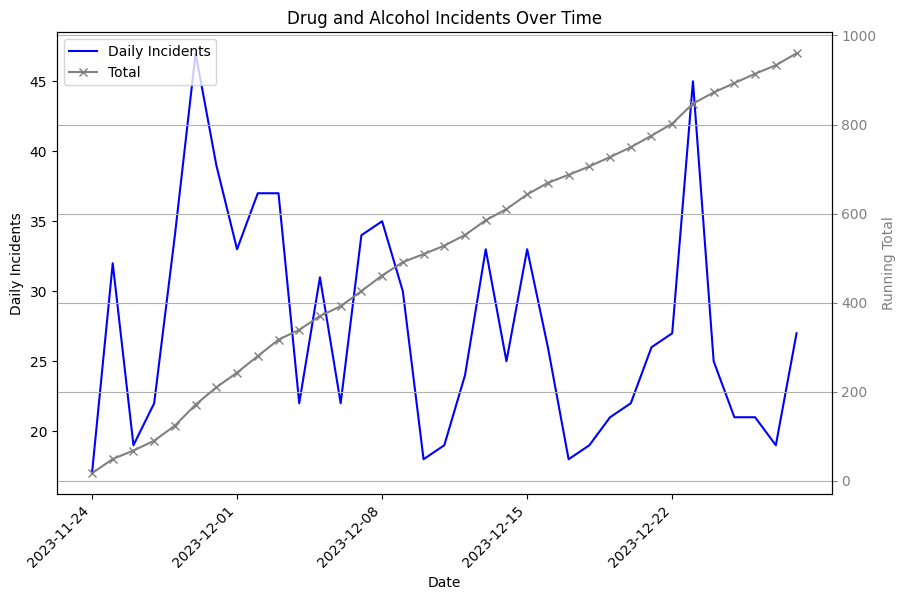 Drug and Alcohol Incidents Over Time
Daily Incidents
Total
45
40
35
30
25
20
Daily Incidents
1000
800
600
400
200
0
Running Total
2023-11-24
2023-12-01
2023-12-08
2023-12-15
2023-12-22
Date